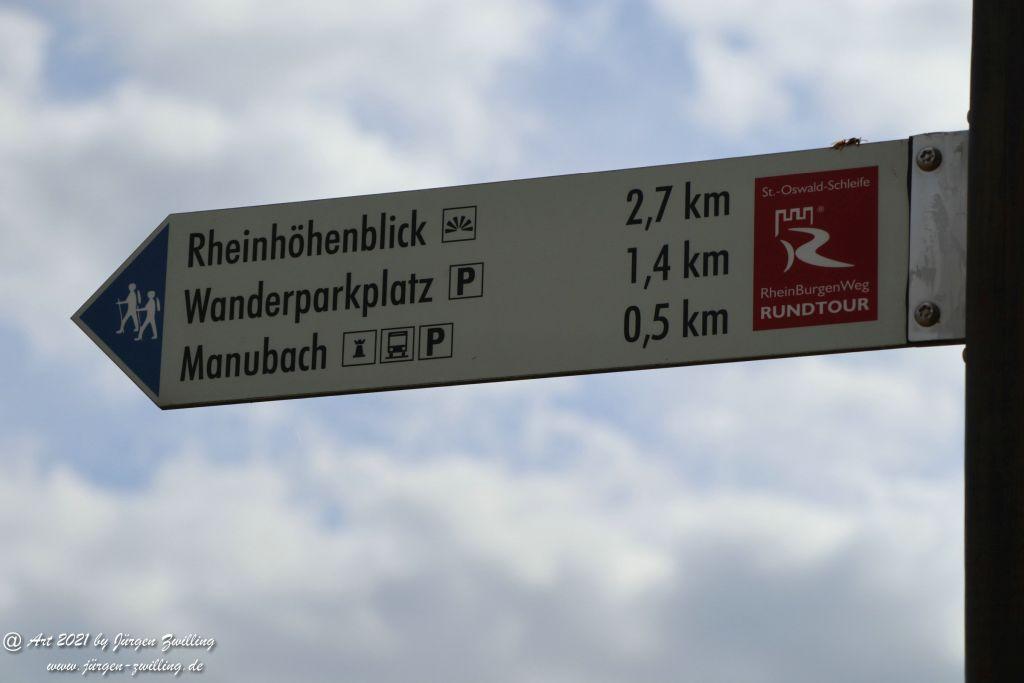 Rheinhöhenblick 2,7 km
Wanderparkplatz P 1,4 km
Manubach P 0,5 km
St.-Oswald-Schleife
®
RheinBurgenWeg
RUNDTOUR
@ Art 2021 by Jürgen Zwilling
www.jürgen-zwilling.de